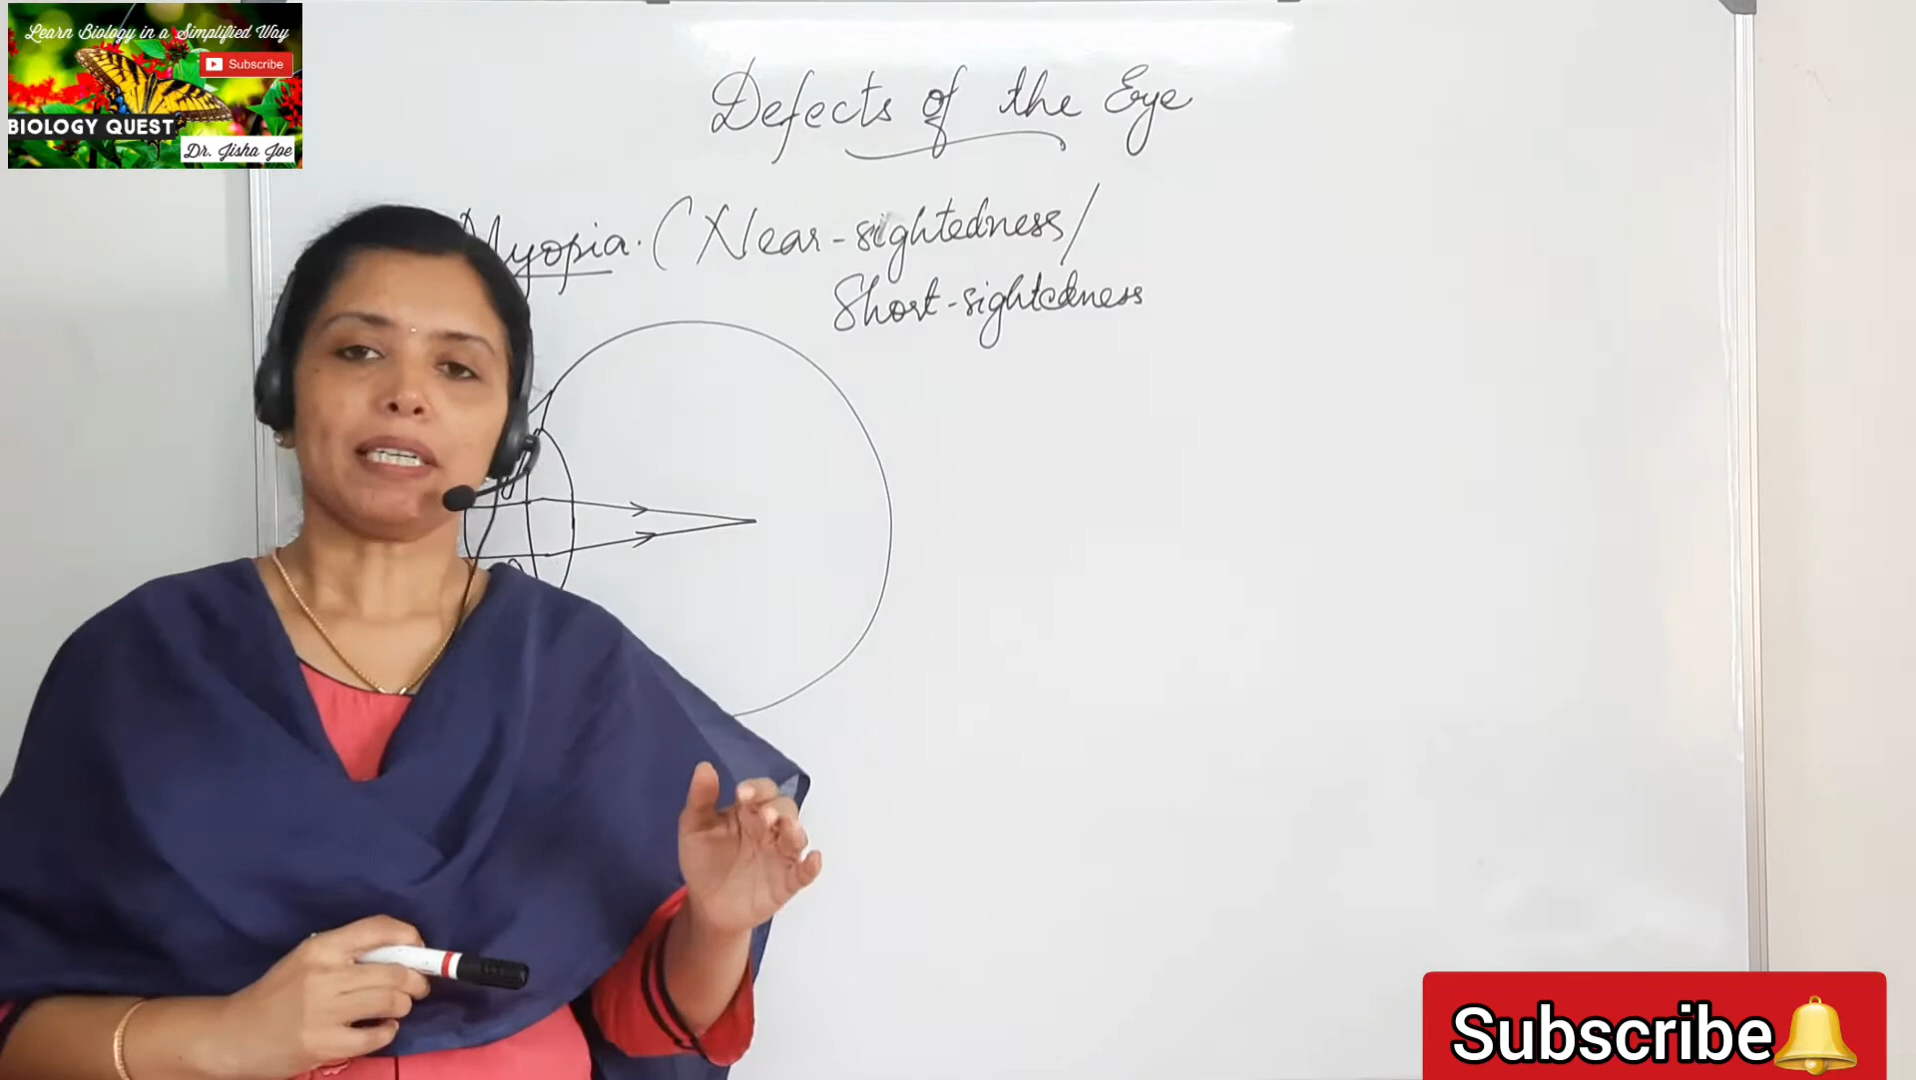 Learn Biology in a Simplified Way
Subscribe
BIOLOGY QUEST
Dr. Jisha Joe
Defects of the Eye
Myopia. (Near-sightedness/
Short-sightedness
Subscribe